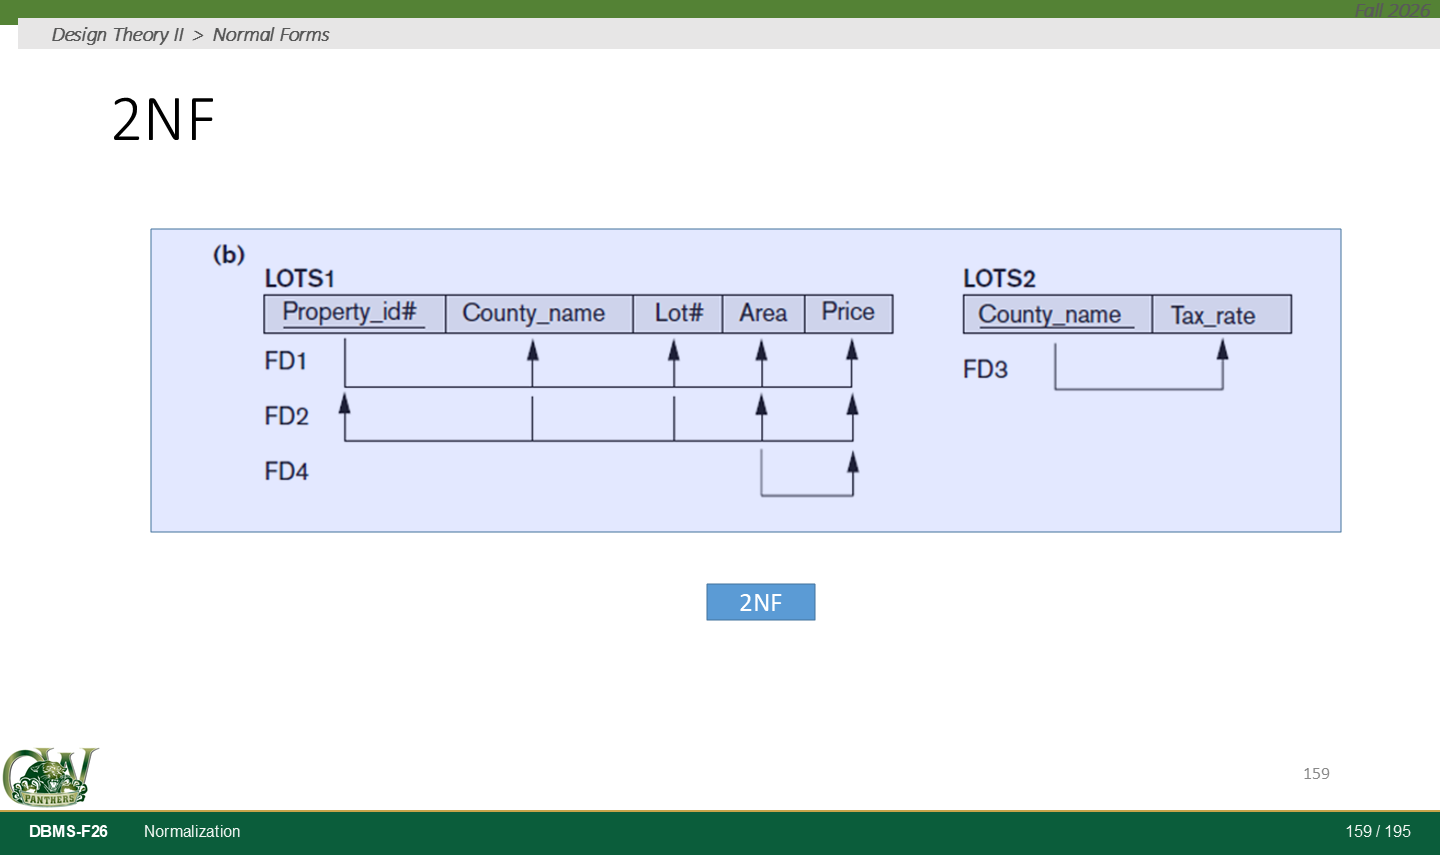 Fall 2026
Design Theory II > Normal Forms
2NF
(b)
LOTS1
Property_id# County_name Lot# Area Price
FD1
FD2
FD4
LOTS2
County_name Tax_rate
FD3
2NF
159
OW
PANTHERS
DBMS-F26 Normalization 159 / 195